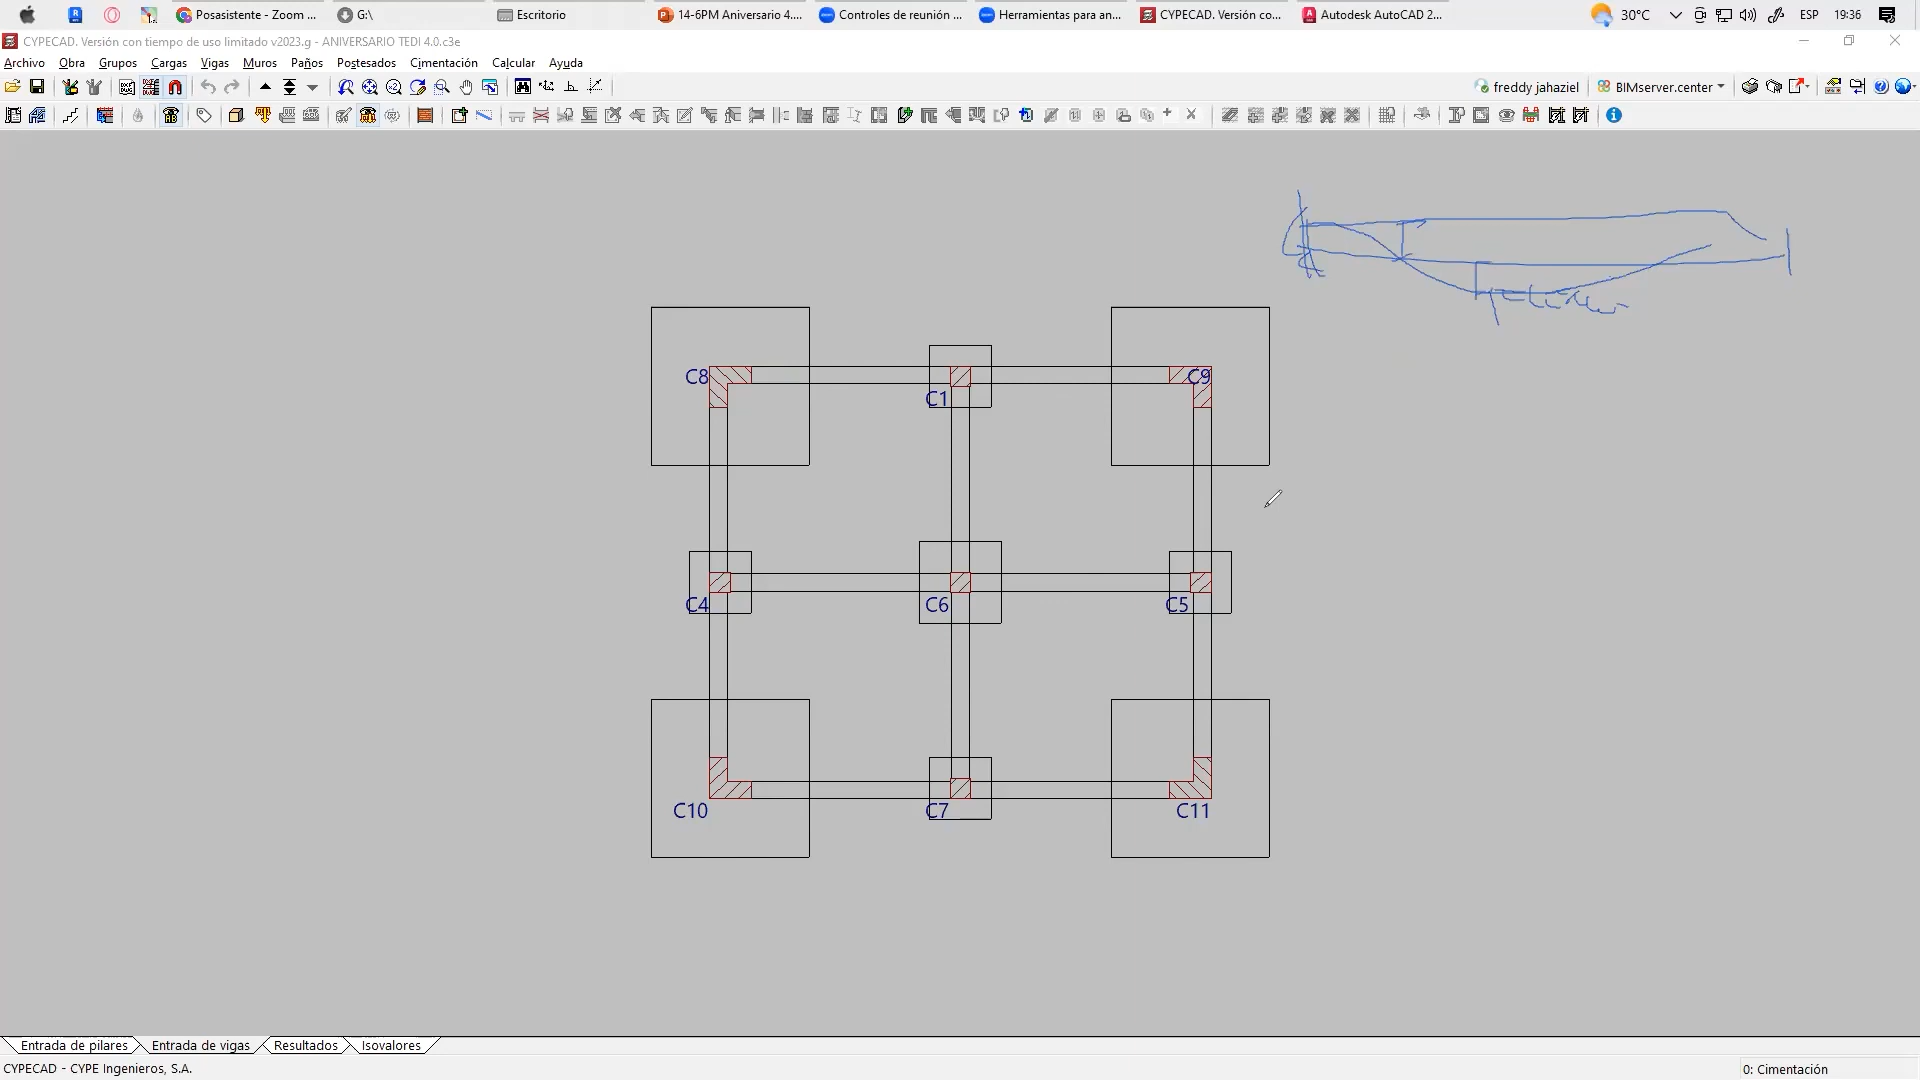 Posasistente - Zoom ...
G:\
Escritorio
14-6PM Aniversario 4....
Controles de reunión ...
Herramientas para an...
CYPECAD. Versión co...
Autodesk AutoCAD 2...
30°C
ESP
19:36
CYPECAD. Versión con tiempo de uso limitado v2023.g - ANIVERSARIO TEDI 4.0.c3e
Archivo Obra Grupos Cargas Vigas Muros Paños Postesados Cimentación Calcular Ayuda
freddy jahaziel
BIMserver.center
C8
C9
C1
C4
C6
C5
C10
C7
C11
Entrada de pilares
Entrada de vigas
Resultados
Isovalores
CYPECAD - CYPE Ingenieros, S.A.
0: Cimentación